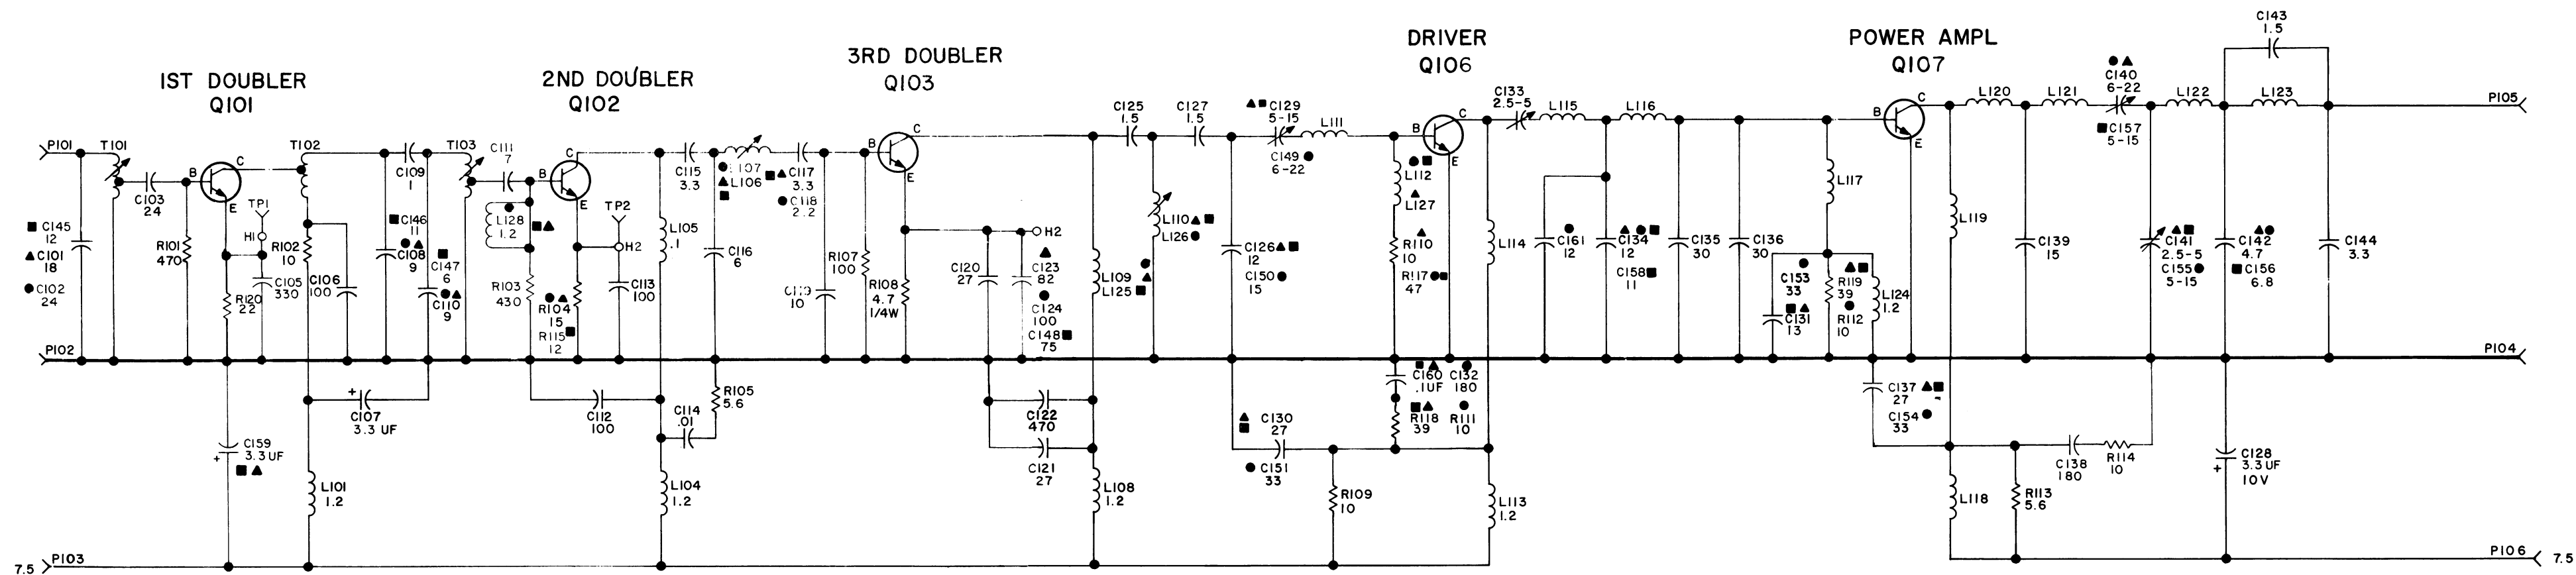 1ST DOUBLER
Q101
2ND DOUBLER
Q102
3RD DOUBLER
Q103
DRIVER
Q106
POWER AMPL
Q107
P101
T101
C103
24
B
C
E
■ C145
12
▲ C101
18
● C102
24
R101
470
TP1
H1
R120
22
C105
330
T102
R102
10
C106
100
C109
1
■ C146
11
●▲
C108
9
■
C147
6
●▲
C110
9
T103
C111
7
B
C
E
●
L128
1.2
■▲
R103
430
TP2
H2
●▲
R104
15
R115 ■
12
C113
100
L105
.1
C115
3.3
● L107
▲ L106
■
C116
6
■▲ C117
3.3
● C118
2.2
C119
10
R107
100
B
C
E
R108
4.7
1/4W
C120
27
H2
▲
C123
82
●
C124
100
C148 ■
75
L109 ● ▲
L125 ■
C125
1.5
C127
1.5
L110 ▲■
L126 ●
C126 ▲■
12
C150 ●
15
▲■ C129
5-15
C149 ●
6-22
L111
B
C
E
●■
L112
▲
L127
▲
R110
10
R117 ●■
47
L114
C133
2.5-5
L115
L116
●
C161
12
▲●■
C134
12
C158 ■
11
C135
30
C136
30
L117
●
C153
33
■▲
C131
13
▲■
R119
39
●
R112
10
L124
1.2
B
C
E
L119
L120
L121
●▲
C140
6-22
■ C157
5-15
L122
L123
C143
1.5
P105
C139
15
▲■
C141
2.5-5
C155 ●
5-15
▲●
C142
4.7
■ C156
6.8
C144
3.3
P102
P104
C159
3.3UF
+
■▲
+
C107
3.3 UF
L101
1.2
C112
100
C114
.01
R105
5.6
L104
1.2
C122
470
C121
27
L108
1.2
▲ C130
■ 27
● C151
33
R109
10
■▲
C160
.1UF
●
C132
180
■▲
R118
39
●
R111
10
L113
1.2
C137 ▲■
27
C154 ●
33
L118
R113
5.6
C138
180
R114
10
C128
3.3UF
10V
+
7.5
P103
P106
7.5